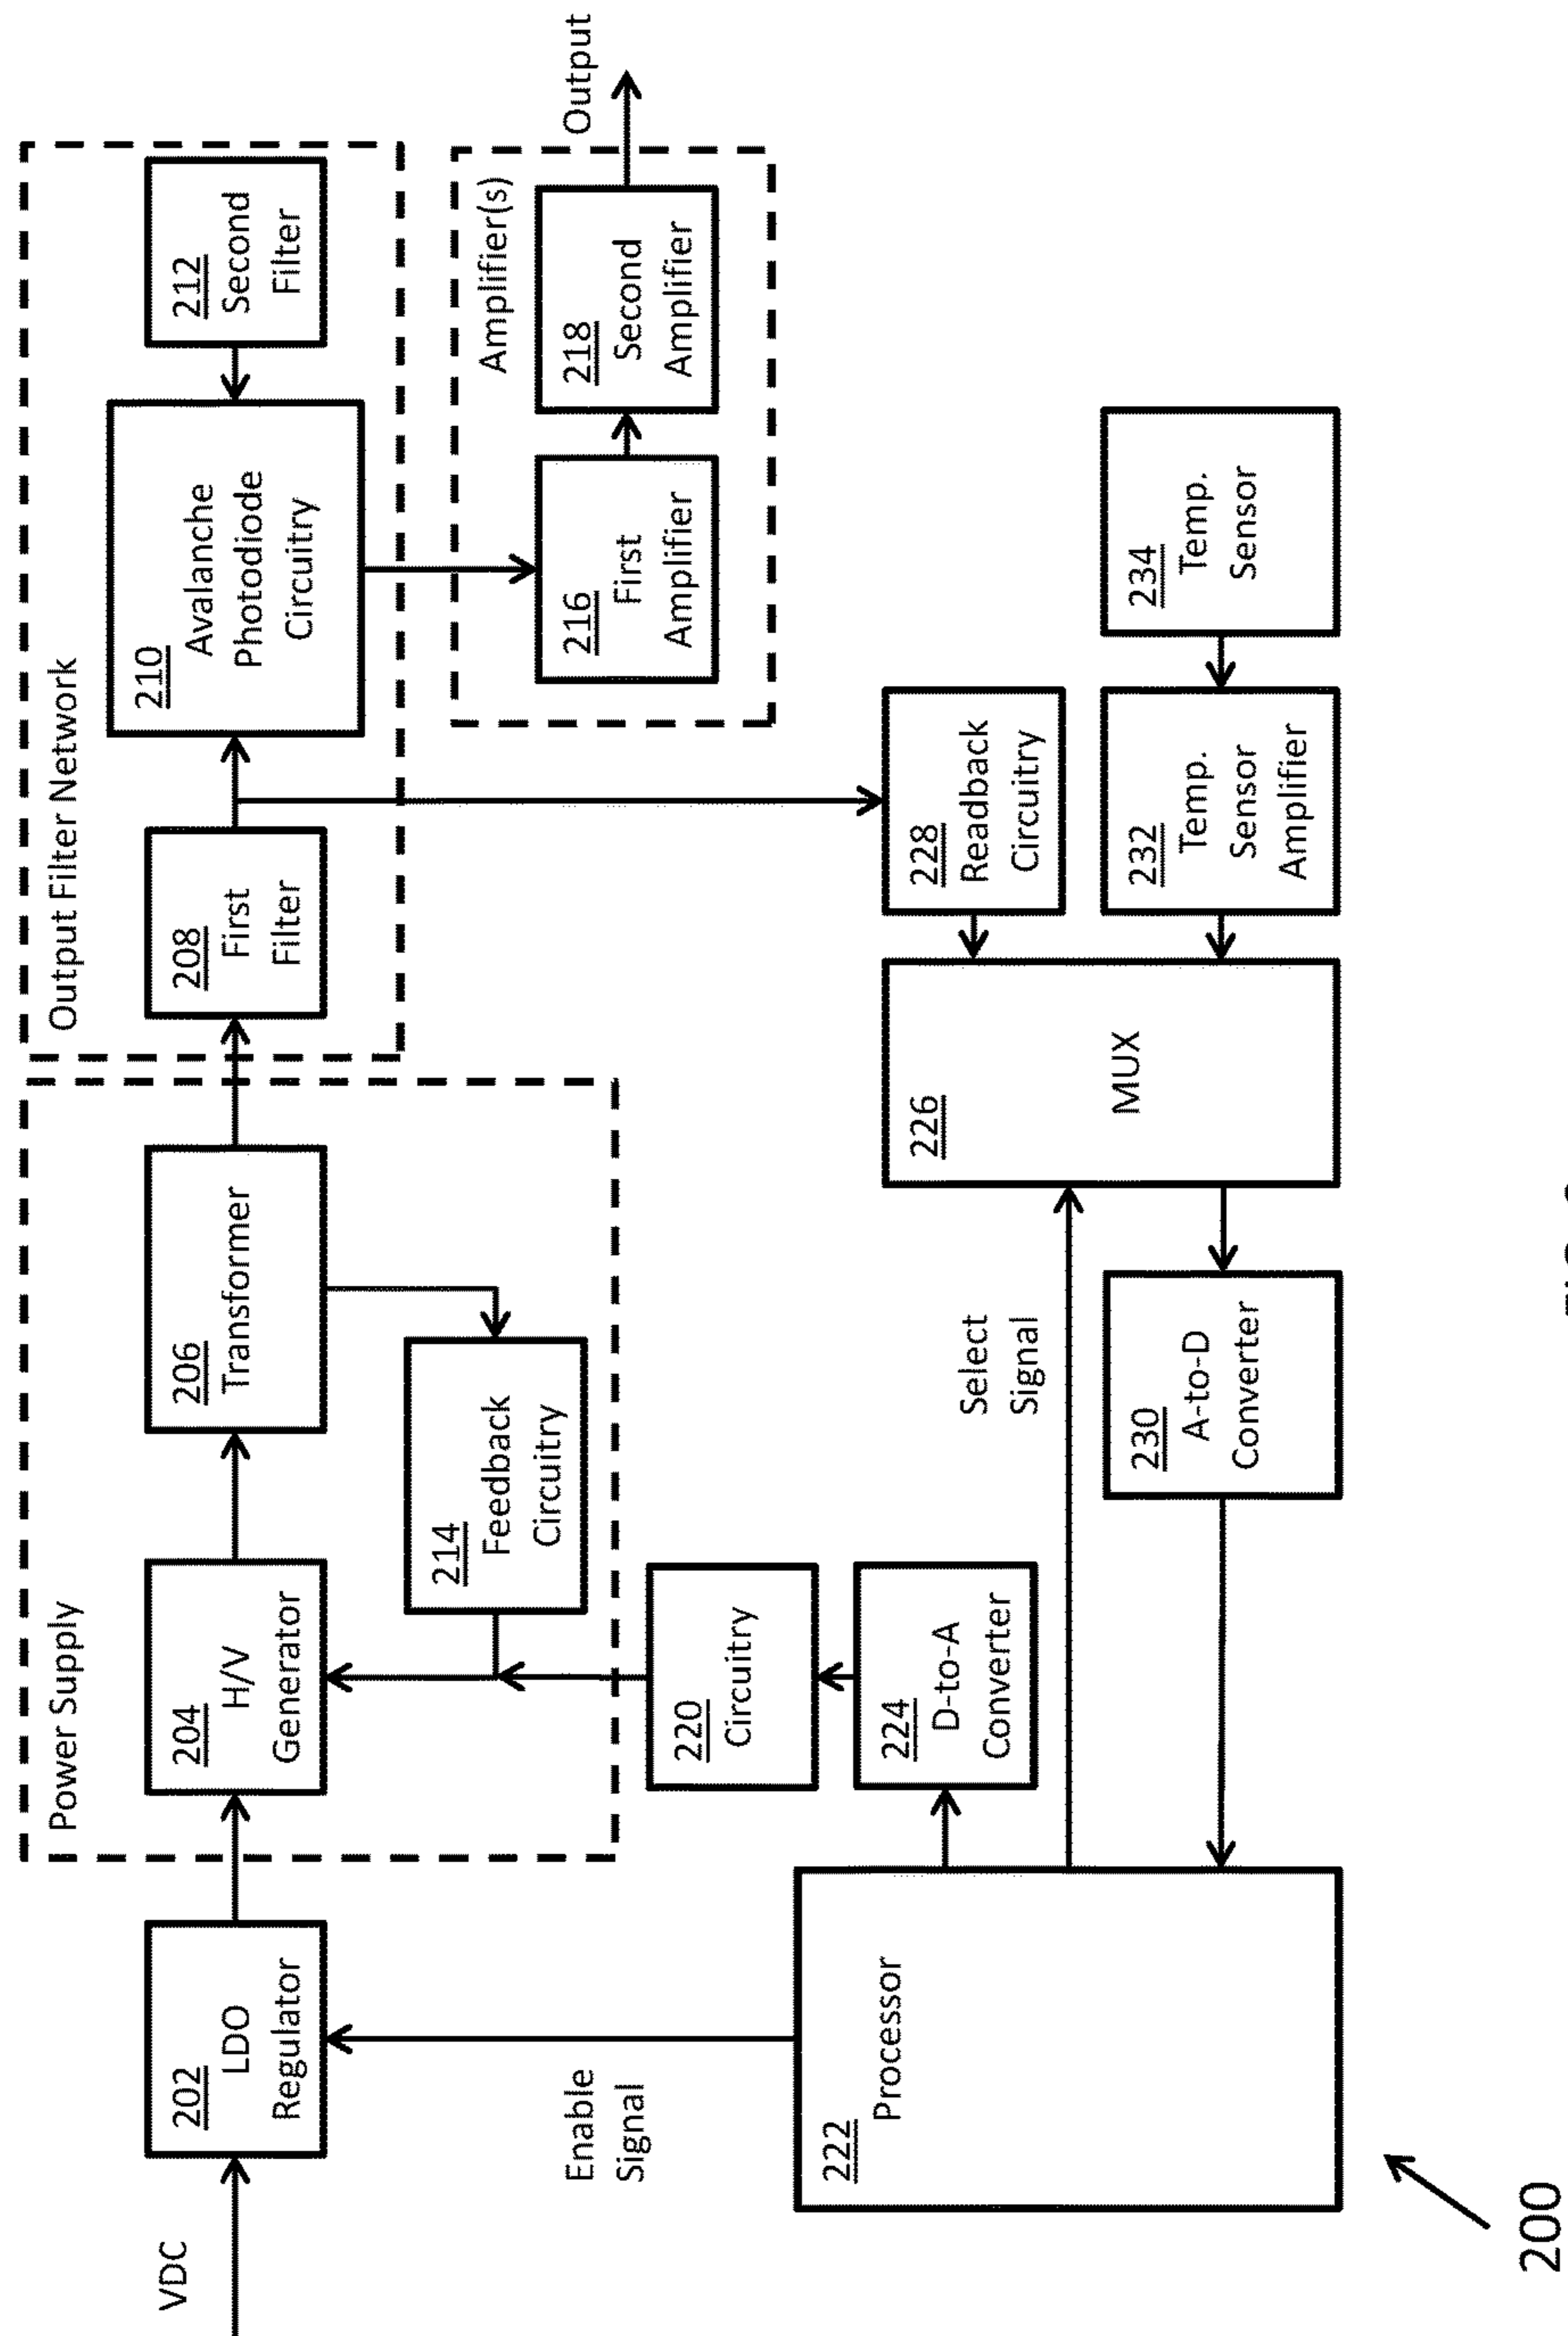 Power Supply
Output Filter Network
VDC
202
LDO
Regulator
204
H/V
Generator
206
Transformer
208
First
Filter
210
Avalanche
Photodiode
Circuitry
212
Second
Filter
214
Feedback
Circuitry
Amplifier(s)
216
First
Amplifier
218
Second
Amplifier
Output
Enable
Signal
220
Circuitry
224
D-to-A
Converter
222
Processor
Select
Signal
226
MUX
228
Readback
Circuitry
230
A-to-D
Converter
232
Temp.
Sensor
Amplifier
234
Temp.
Sensor
200